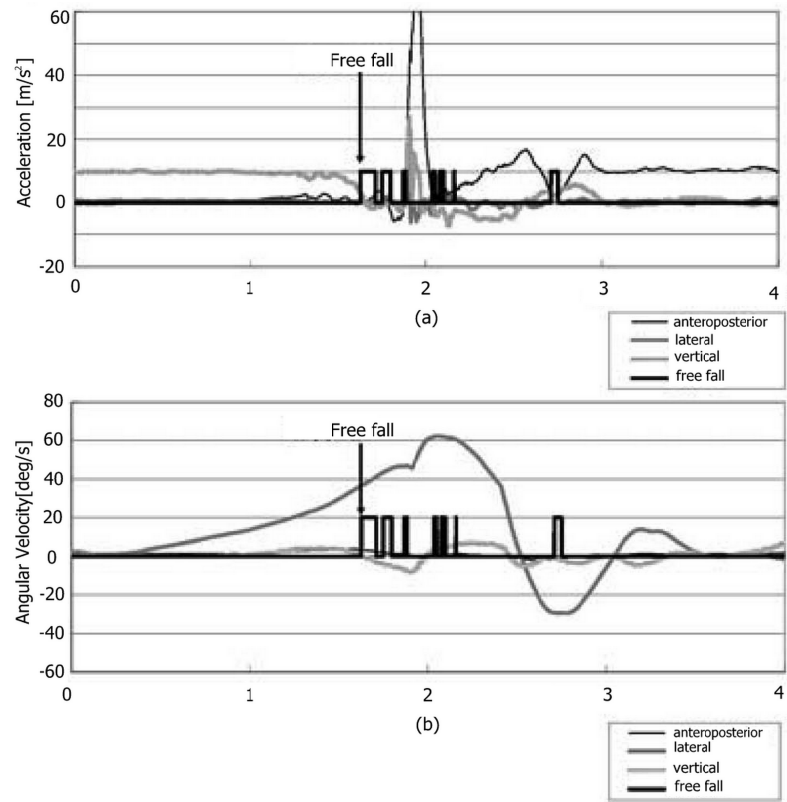 60
40
20
0
-20
Acceleration [m/s²]
Free fall
0 1 2 3 4
(a)
anteroposterior
lateral
vertical
free fall
80
60
40
20
0
-20
-40
-60
Angular Velocity[deg/s]
Free fall
0 1 2 3 4
(b)
anteroposterior
lateral
vertical
free fall